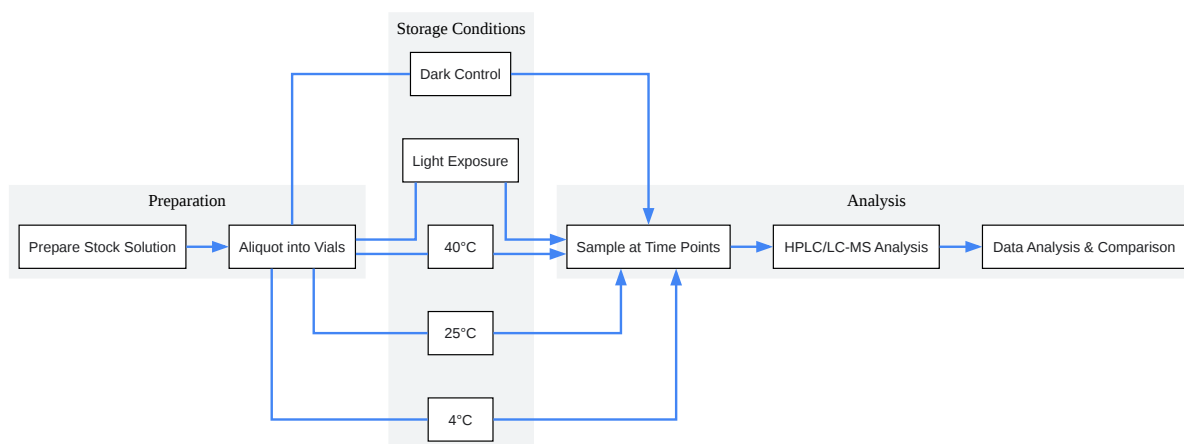 Storage Conditions
Dark Control
Light Exposure
Preparation
Analysis
Prepare Stock Solution
Aliquot into Vials
40°C
Sample at Time Points
HPLC/LC-MS Analysis
Data Analysis & Comparison
25°C
4°C